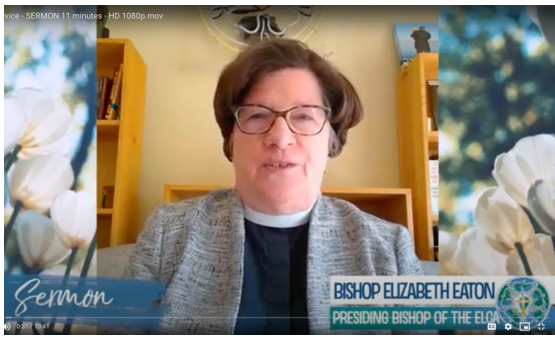 vice - SERMON 11 minutes - HD 1080p.mov
Sermon
BISHOP ELIZABETH EATON
PRESIDING BISHOP OF THE ELCA
0:31 / 10:41